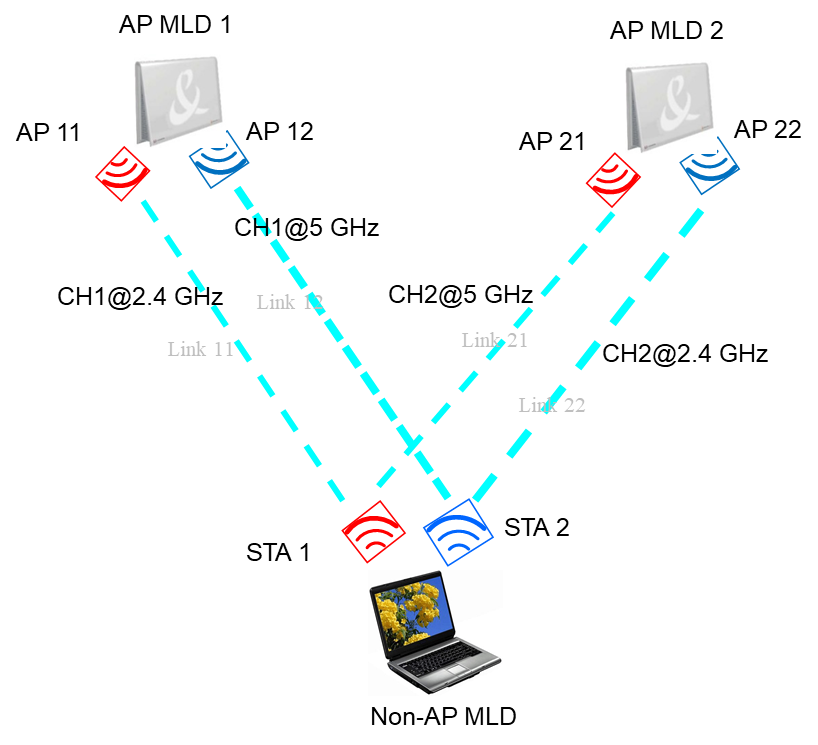 AP MLD 1
AP MLD 2
AP 11
AP 12
AP 21
AP 22
CH1@5 GHz
CH1@2.4 GHz
CH2@5 GHz
Link 12
Link 11
Link 21
CH2@2.4 GHz
Link 22
STA 1
STA 2
Non-AP MLD